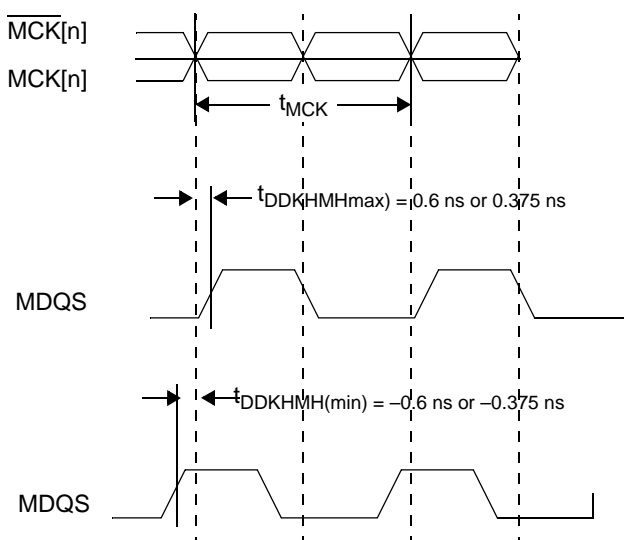 MCK[n]
MCK[n]
tMCK
tDDKHMHmax) = 0.6 ns or 0.375 ns
MDQS
tDDKHMH(min) = –0.6 ns or –0.375 ns
MDQS